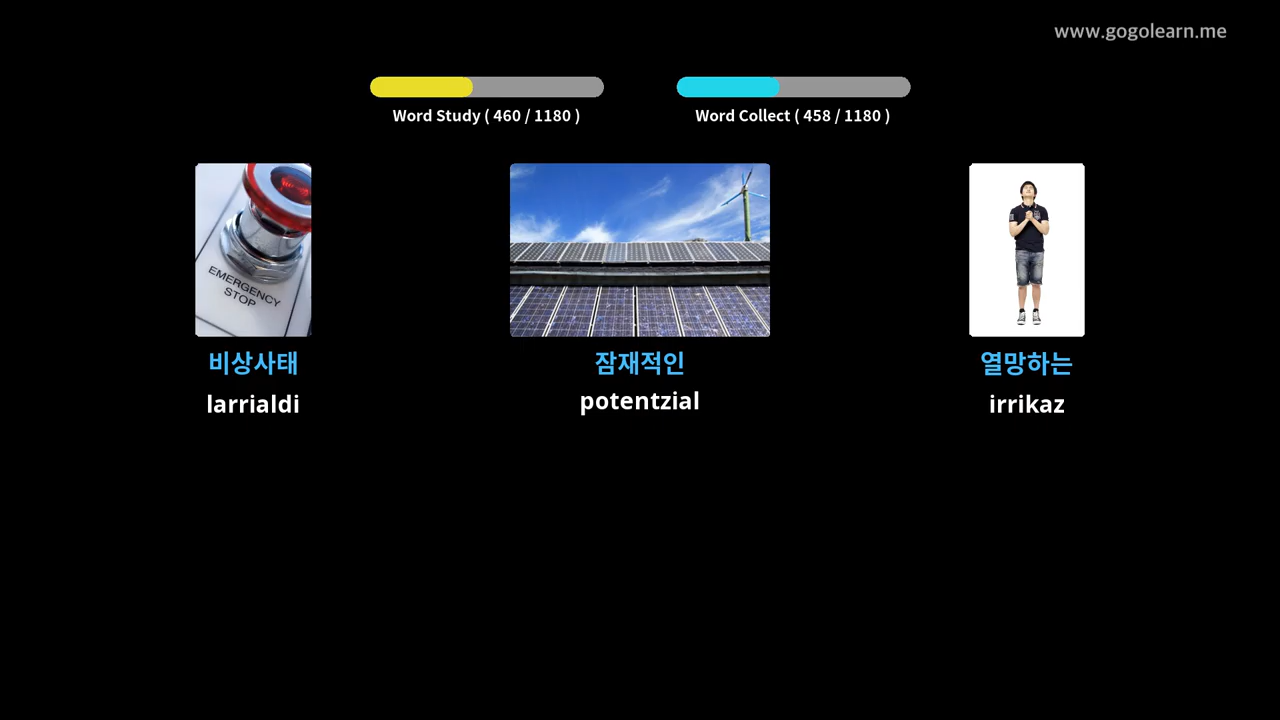 www.gogolearn.me
Word Study ( 460 / 1180 )
Word Collect ( 458 / 1180 )
EMERGENCY
STOP
비상사태
잠재적인
열망하는
larrialdi
potentzial
irrikaz